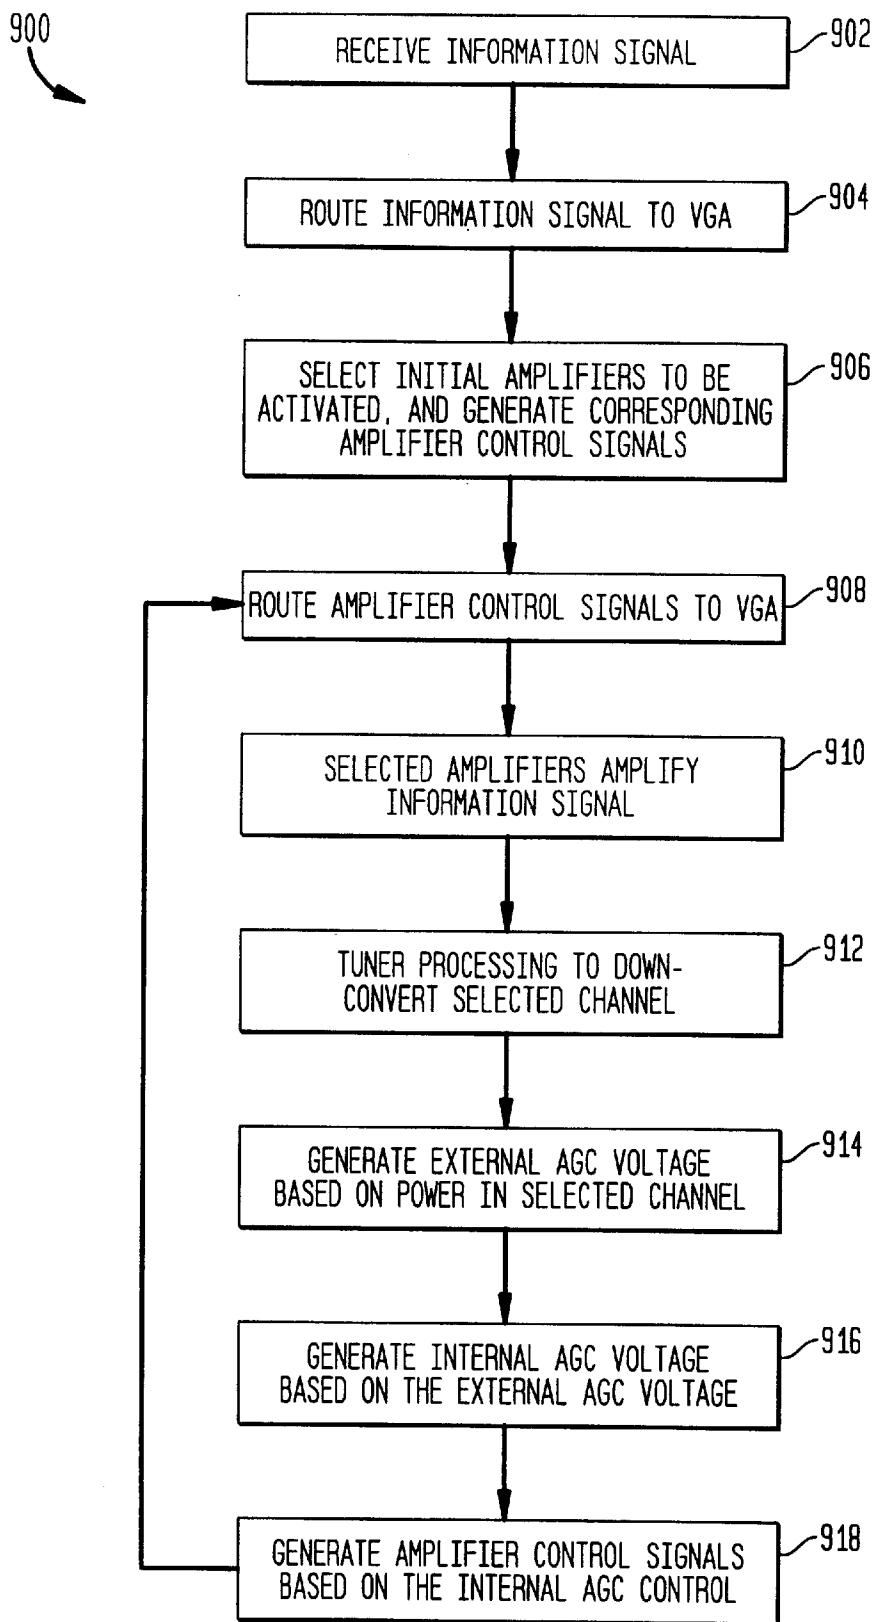 900
RECEIVE INFORMATION SIGNAL
902
ROUTE INFORMATION SIGNAL TO VGA
904
SELECT INITIAL AMPLIFIERS TO BE
ACTIVATED, AND GENERATE CORRESPONDING
AMPLIFIER CONTROL SIGNALS
906
ROUTE AMPLIFIER CONTROL SIGNALS TO VGA
908
SELECTED AMPLIFIERS AMPLIFY
INFORMATION SIGNAL
910
TUNER PROCESSING TO DOWN-
CONVERT SELECTED CHANNEL
912
GENERATE EXTERNAL AGC VOLTAGE
BASED ON POWER IN SELECTED CHANNEL
914
GENERATE INTERNAL AGC VOLTAGE
BASED ON THE EXTERNAL AGC VOLTAGE
916
GENERATE AMPLIFIER CONTROL SIGNALS
BASED ON THE INTERNAL AGC CONTROL
918